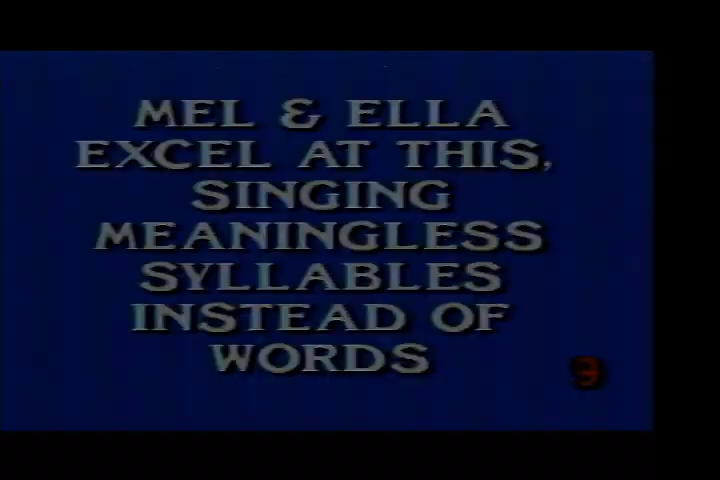 MEL & ELLA
EXCEL AT THIS,
SINGING
MEANINGLESS
SYLLABLES
INSTEAD OF
WORDS
9